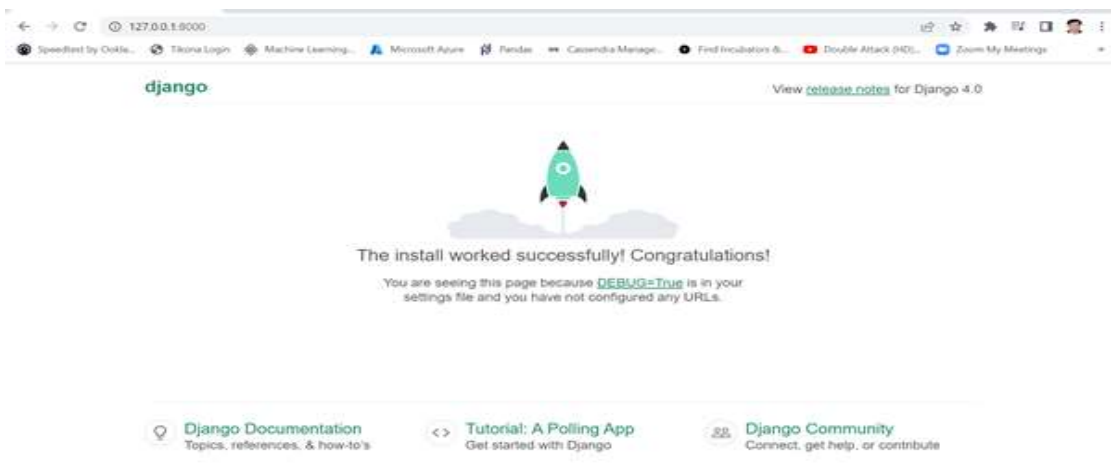 127.0.0.1:8000
Speedtest by Ookla... Tikona Login Machine Learning... Microsoft Azure Pandas Cassendra Manage... Find Incubators &... Double Attack (HD)... Zoom My Meetings
django
View release notes for Django 4.0
The install worked successfully! Congratulations!
You are seeing this page because DEBUG=True is in your
settings file and you have not configured any URLs.
Django Documentation
Topics, references, & how-to's
Tutorial: A Polling App
Get started with Django
Django Community
Connect, get help, or contribute